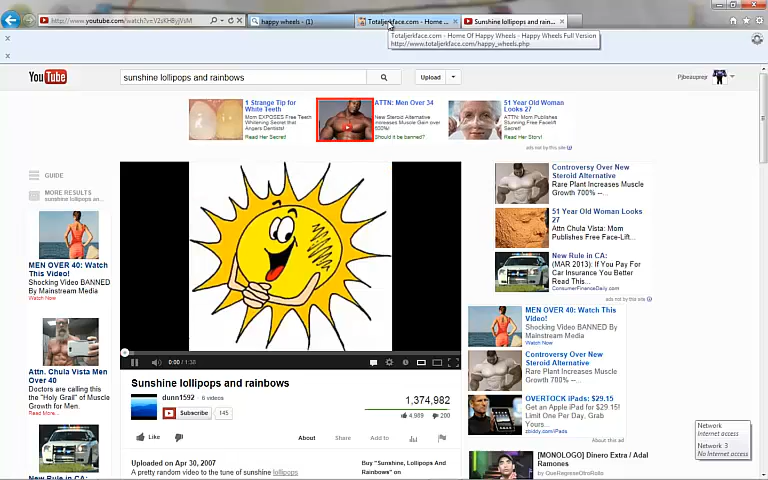 http://www.youtube.com/watch?v=V2sKHByjVsM
happy wheels - (1)
Totaljerkface.com - Home ...
Sunshine lollipops and rain...
Totaljerkface.com - Home Of Happy Wheels - Happy Wheels Full Version
http://www.totaljerkface.com/happy_wheels.php
YouTube
sunshine lollipops and rainbows
Upload
Pjbeauprey
1 Strange Tip for
White Teeth
Mom EXPOSES Free Teeth
Whitening Secret that
Angers Dentists!
Read Her Secret!
ATTN: Men Over 34
New Steroid Alternative
increases Muscle Gain over
600%!
Should it be banned?
51 Year Old Woman
Looks 27
ATTN: Mom
Publishes Stunning
Facelift Secret!
Read Her Story!
ads not by this site
GUIDE
MORE RESULTS
sunshine lollipops an...
MEN OVER 40: Watch
This Video!
Shocking Video BANNED
By Mainstream Media
Watch Now
Attn. Chula Vista Men
Over 40
Doctors are calling this
the "Holy Grail" of Muscle
Growth for Men.
Read More...
New Rule in CA:
0:00 / 1:38
Sunshine lollipops and rainbows
dunn1592
6 videos
Subscribe
145
1,374,982
4,989
200
Like
About
Share
Add to
Uploaded on Apr 30, 2007
A pretty random video to the tune of sunshine lollipops
Buy "Sunshine, Lollipops And
Rainbows" on
Controversy Over New
Steroid Alternative
Rare Plant Increases Muscle
Growth 700% --...
51 Year Old Woman Looks
27
Attn Chula Vista: Mom
Publishes Free Face-Lift...
New Rule in CA:
(MAR 2013): If You Pay For
Car Insurance You Better
Read This...
ConsumerFinanceDaily.com
ads not by this site
MEN OVER 40: Watch This
Video!
Shocking Video BANNED
By Mainstream Media
Watch Now
Controversy Over New
Steroid Alternative
Rare Plant Increases Muscle
Growth 700% --...
OVERTOCK iPads: $29.15
Get an Apple iPad for $29.15!
Limit One Per Day, Grab
Yours...
zbiddy.com/iPads
About this ad
[MONOLOGO] Dinero Extra / Adal
Ramones
by QueRegreseOtroRollo
Network
Internet access
Network 3
No Internet access